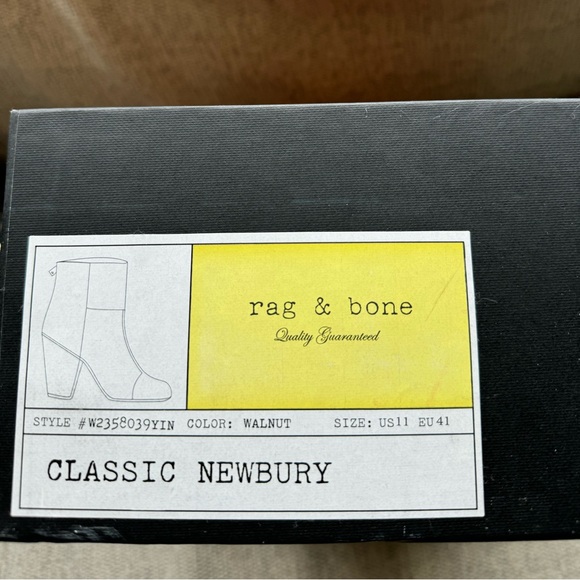 rag & bone
Quality Guaranteed
STYLE #W2358039YIN COLOR: WALNUT SIZE: US11 EU41
CLASSIC NEWBURY